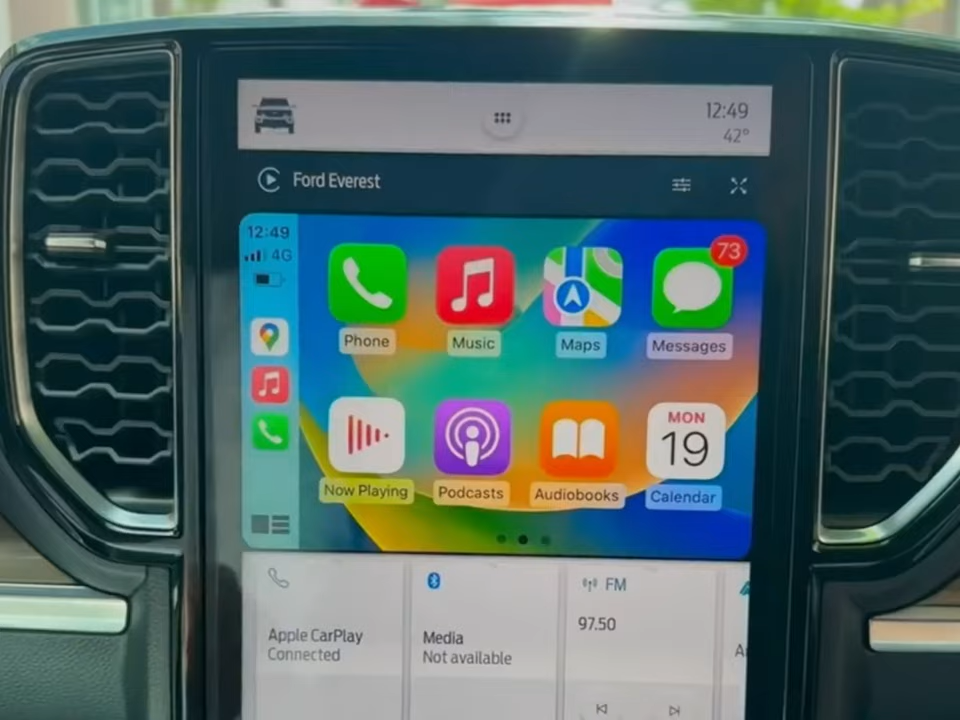 12:49
42°
Ford Everest
12:49
4G
73
Phone
Music
Maps
Messages
MON
19
Now Playing
Podcasts
Audiobooks
Calendar
FM
97.50
Apple CarPlay
Connected
Media
Not available